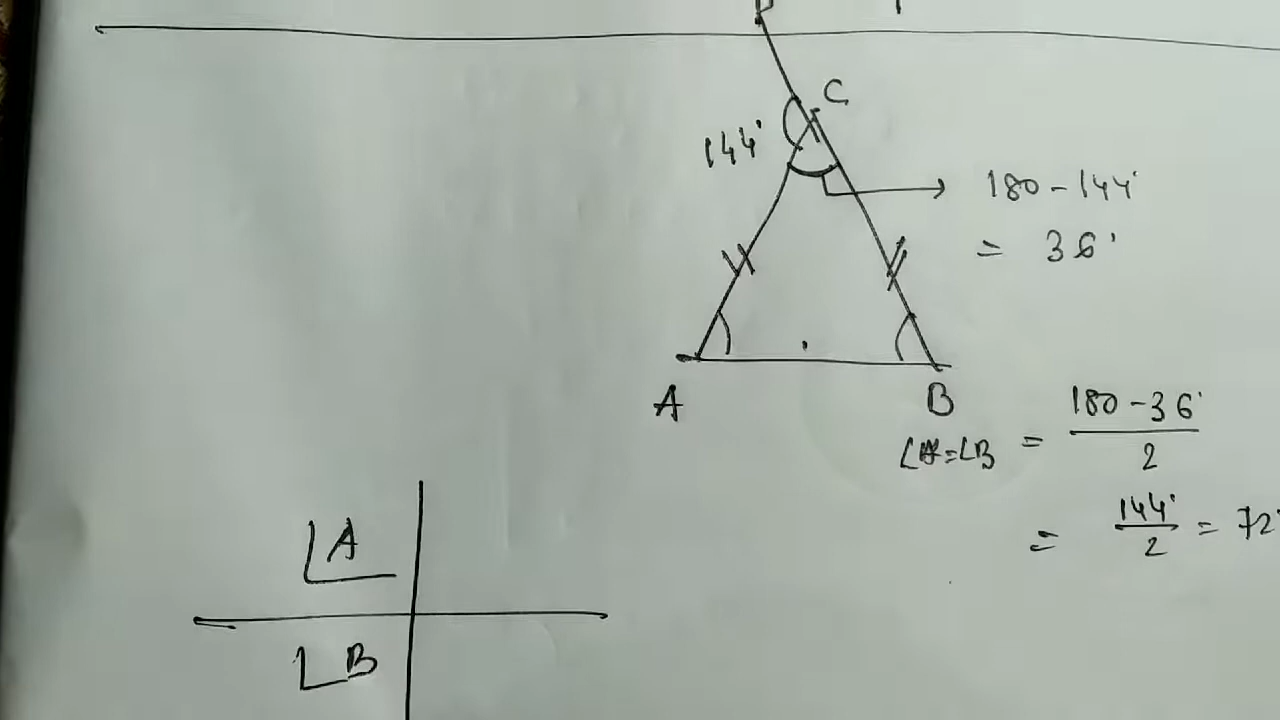 C
144°
180-144°
= 36°
A
B
∠A=∠B = 180-36° / 2
= 144° / 2 = 72°
∠A
∠B